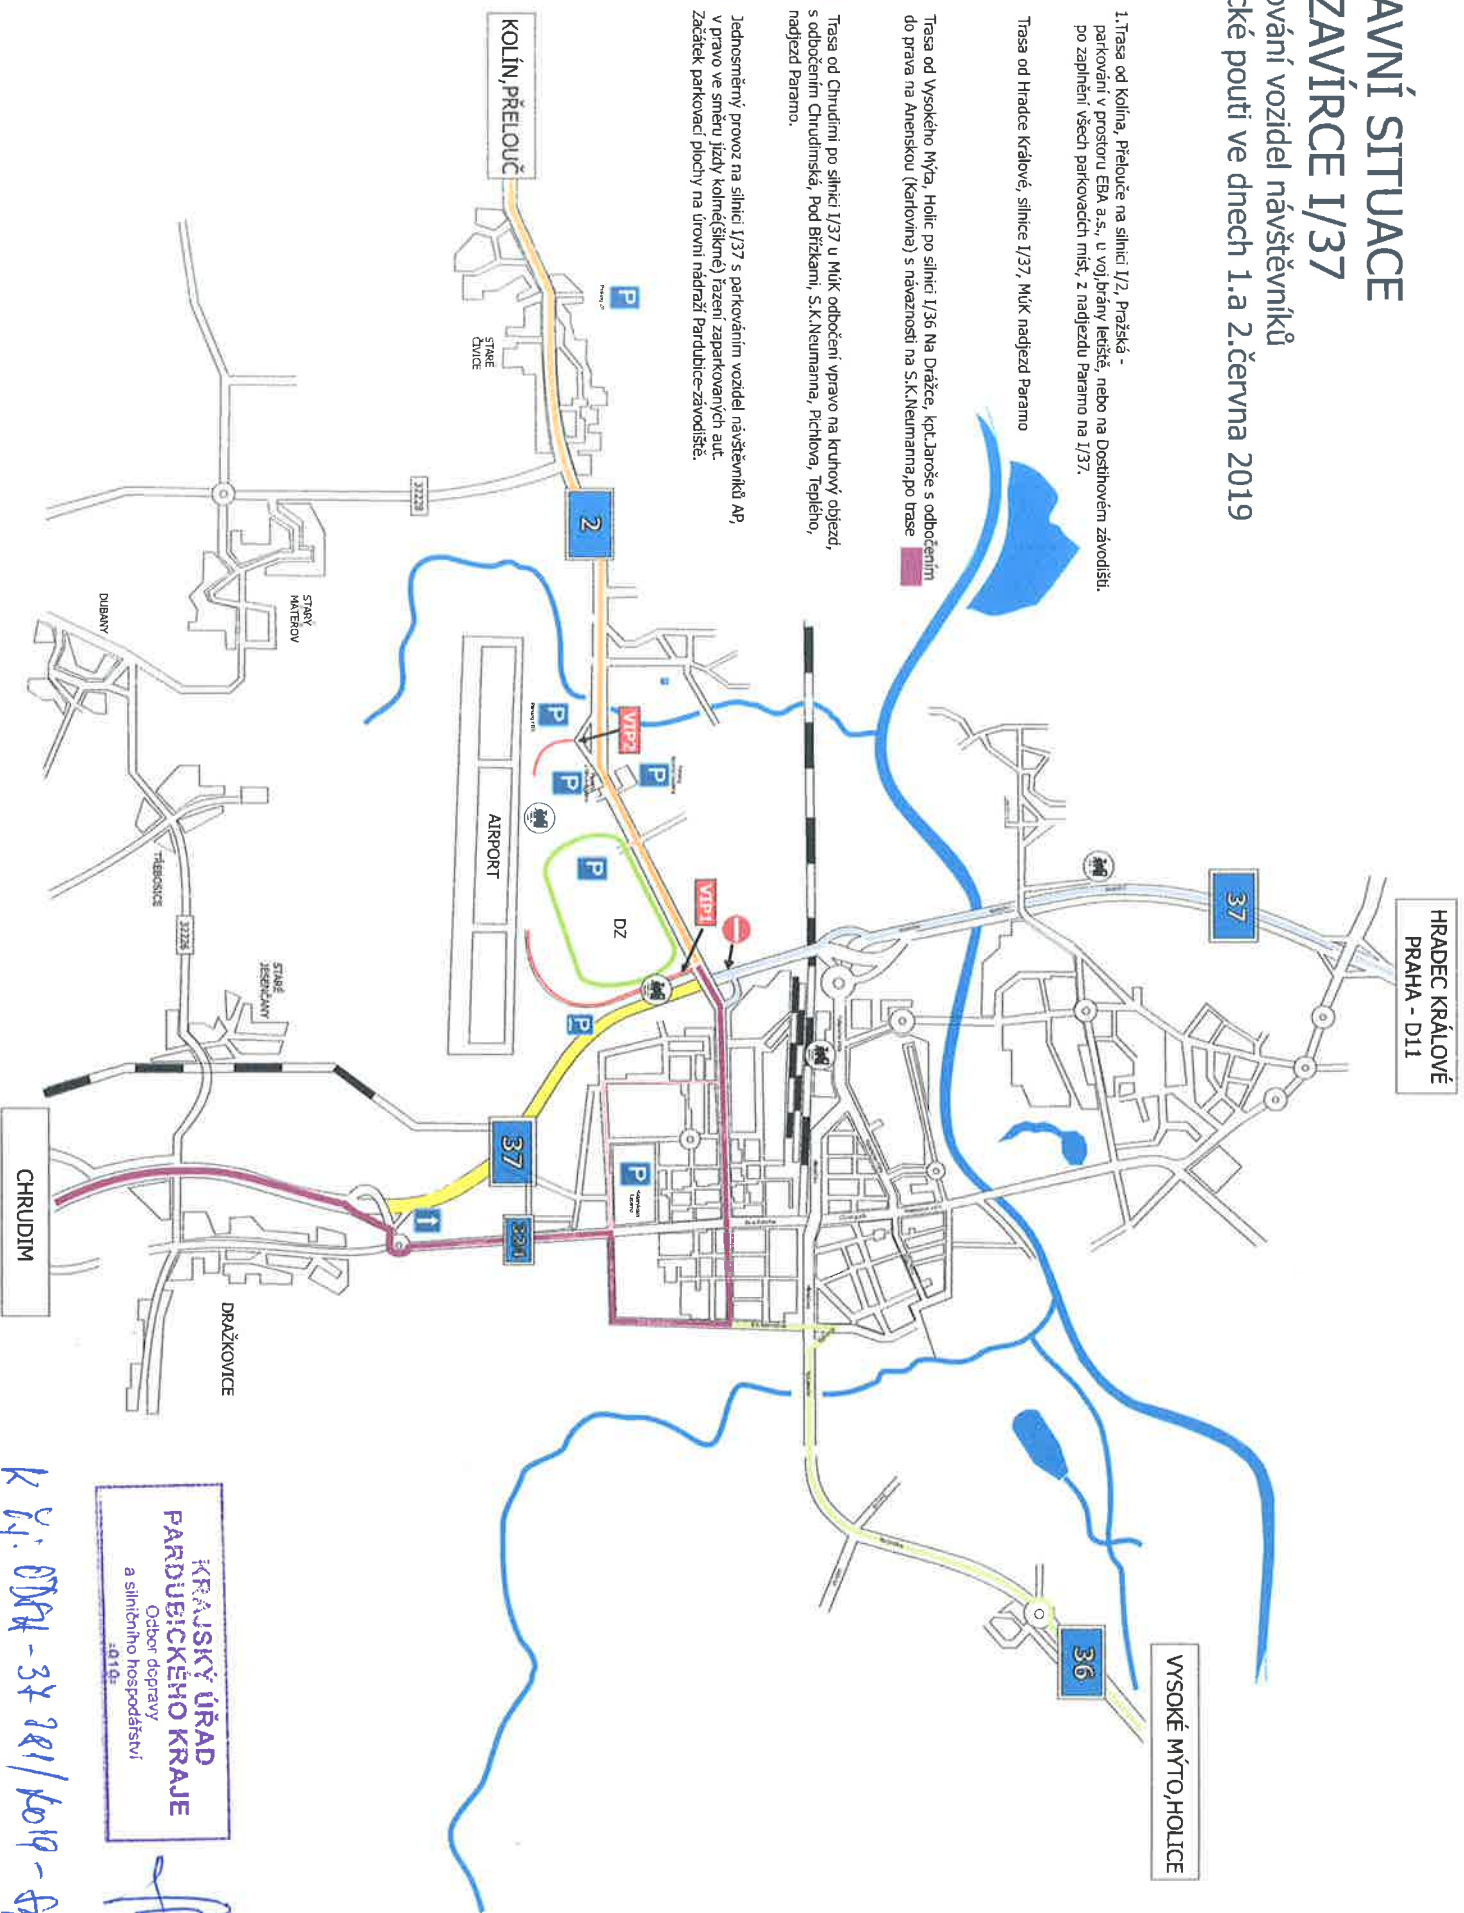 AVNÍ SITUACE
ZAVÍRCE I/37
ování vozidel návštěvníků
cké pouti ve dnech 1.a 2.června 2019
1.Trasa od Kolína, Přelouče na silnici I/2, Pražská -
parkování v prostoru EBA a.s., u voj.brány letiště, nebo na Dostihovém závodišti.
po zaplnění všech parkovacích míst, z nadjezdu Paramo na I/37.
Trasa od Hradce Králové, silnice I/37, MÚK nadjezd Paramo
Trasa od Vysokého Mýta, Holic po silnici I/36 Na Drážce, kpt.Jaroše s odbočením
do prava na Anenskou (Karlovina) s návazností na S.K.Neumanna,po trase
Trasa od Chrudimi po silnici I/37 u Múk odbočení vpravo na kruhový objezd,
s odbočením Chrudimská, Pod Břízkami, S.K.Neumanna, Pichlova, Teplého,
nadjezd Paramo.
Jednosměrný provoz na silnici I/37 s parkováním vozidel návštěvníků AP,
v pravo ve směru jízdy kolmé(šikmé) řazení zaparkovaných aut.
Začátek parkovací plochy na úrovni nádraží Pardubice-závodiště.
HRADEC KRÁLOVÉ
PRAHA - D11
37
VYSOKÉ MÝTO,HOLICE
36
KOLÍN,PŘELOUČ
P
STARÉ
ČIVICE
2
32228
STARÝ
MATEŘOV
DUBANY
AIRPORT
P
VIP2
P
P
P
DZ
VIP1
P
P
TŘEBOSICE
32226
STARÉ
JESENČANY
37
324
CHRUDIM
DRAŽKOVICE
KRAJSKÝ ÚŘAD
PARDUBICKÉHO KRAJE
Odbor dopravy
a silničního hospodářství